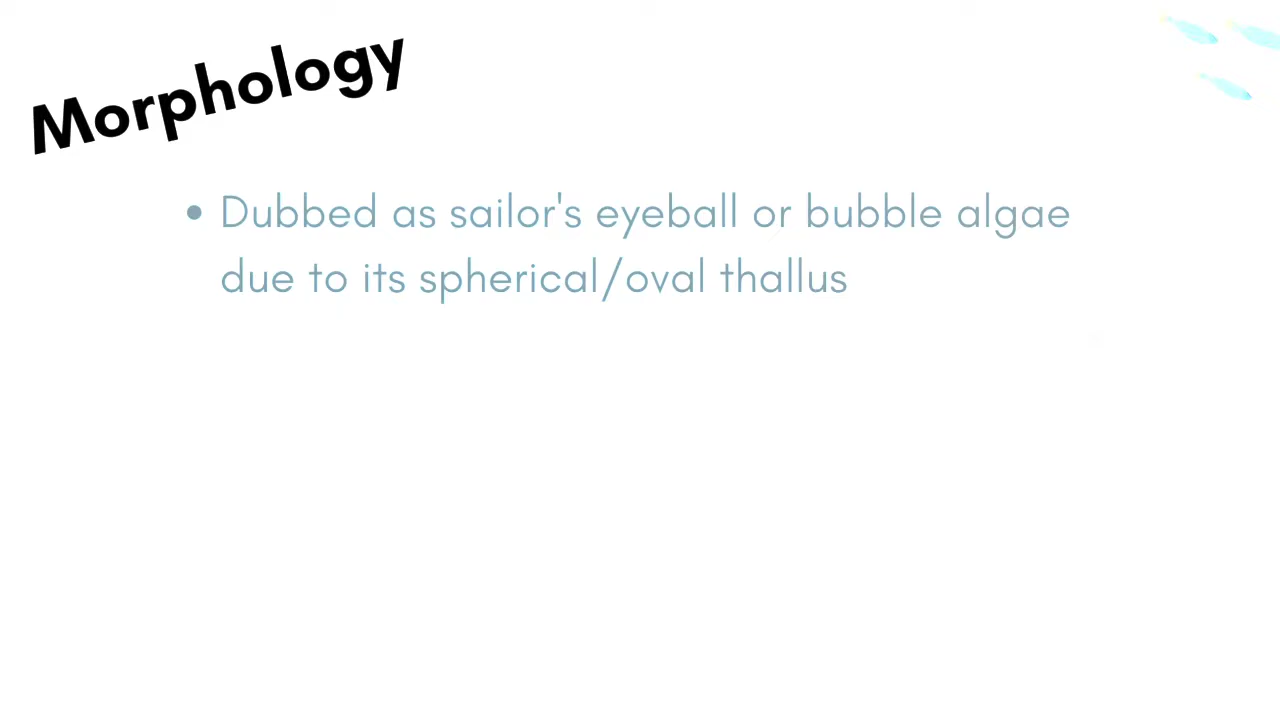 Morphology
• Dubbed as sailor's eyeball or bubble algae
due to its spherical/oval thallus